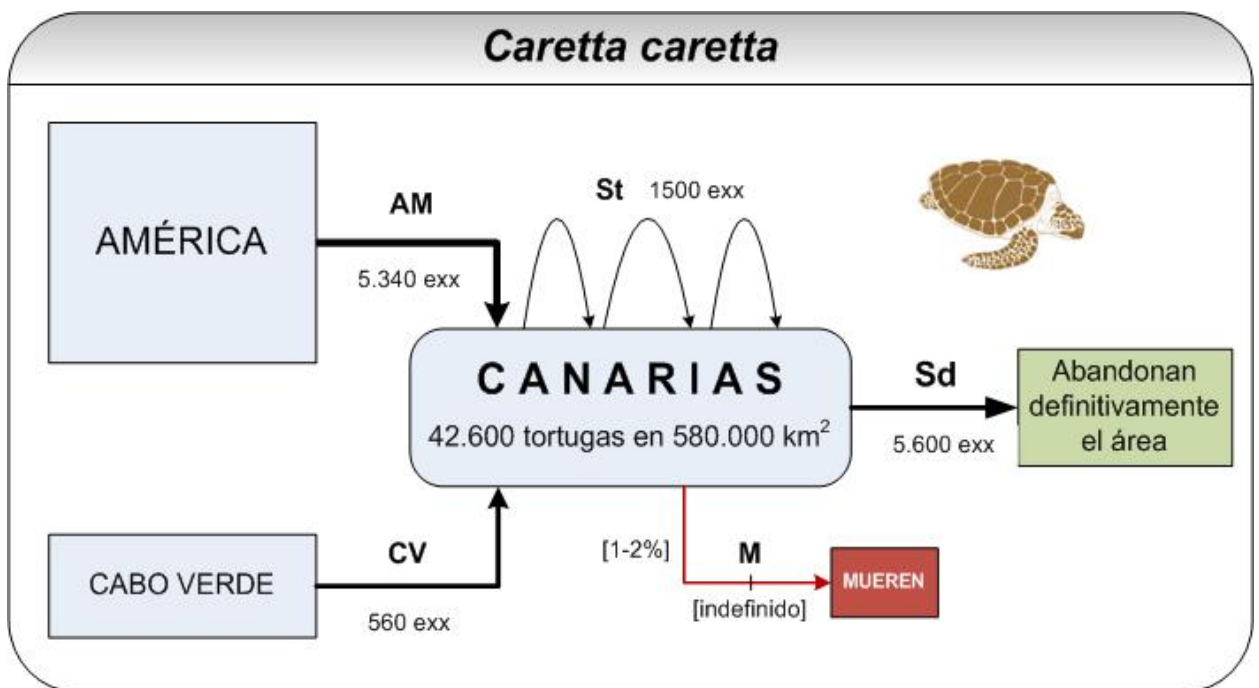 Caretta caretta
AMÉRICA
AM
5.340 exx
St 1500 exx
CANARIAS
42.600 tortugas en 580.000 km²
Sd
5.600 exx
Abandonan
definitivamente
el área
CABO VERDE
CV
560 exx
[1-2%]
M
[indefinido]
MUEREN